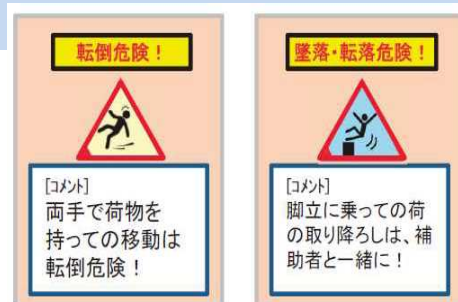 転倒危険！
[コメント]
両手で荷物を
持っての移動は
転倒危険！
墜落・転落危険！
[コメント]
脚立に乗っての荷
の取り降ろしは、補
助者と一緒に！